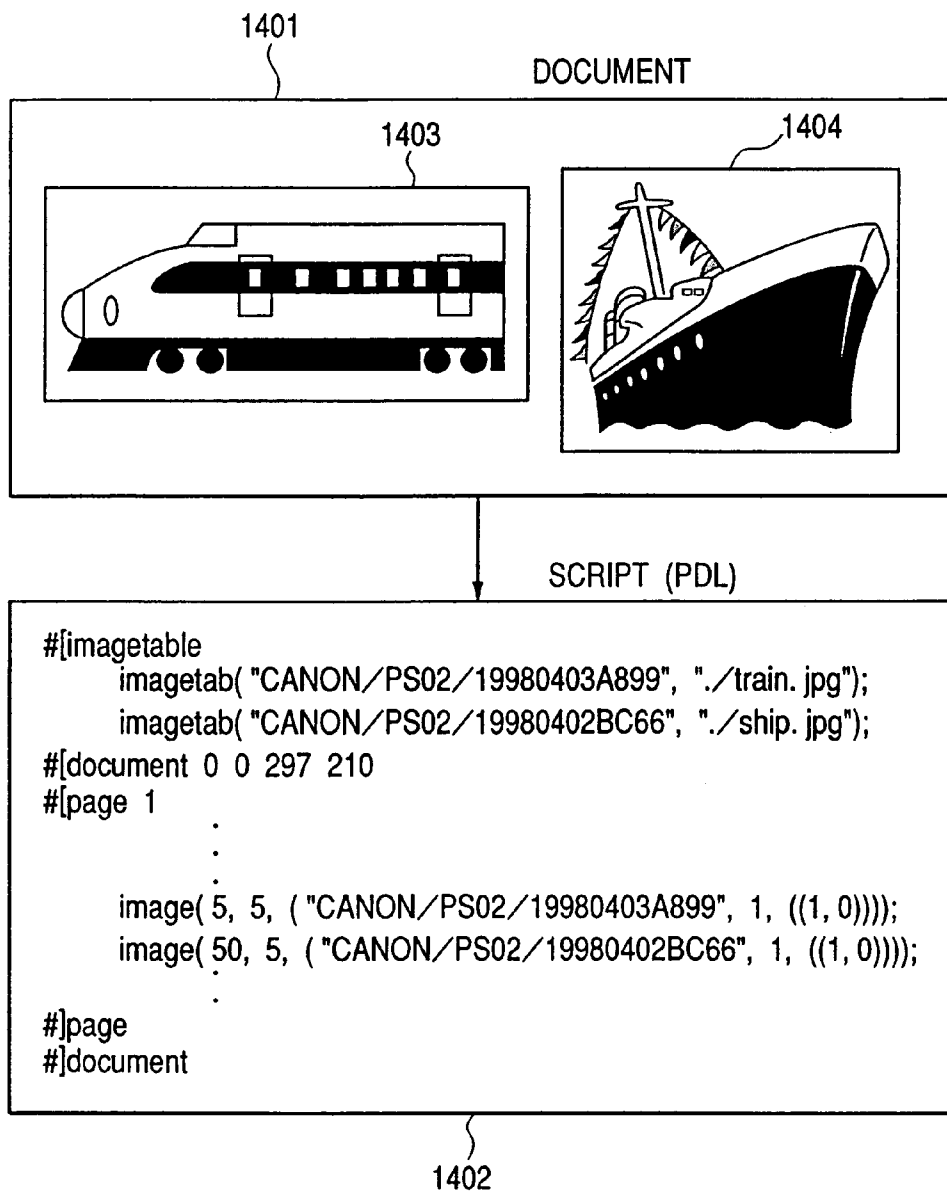 1401
DOCUMENT
1403
1404
SCRIPT (PDL)
#[imagetable
imagetab( "CANON/PS02/19980403A899", "./train. jpg");
imagetab( "CANON/PS02/19980402BC66", "./ship. jpg");
#[document 0 0 297 210
#[page 1
.
.
.
image( 5, 5, ( "CANON/PS02/19980403A899", 1, ((1, 0))));
image( 50, 5, ( "CANON/PS02/19980402BC66", 1, ((1, 0))));
.
.
#]page
#]document
1402